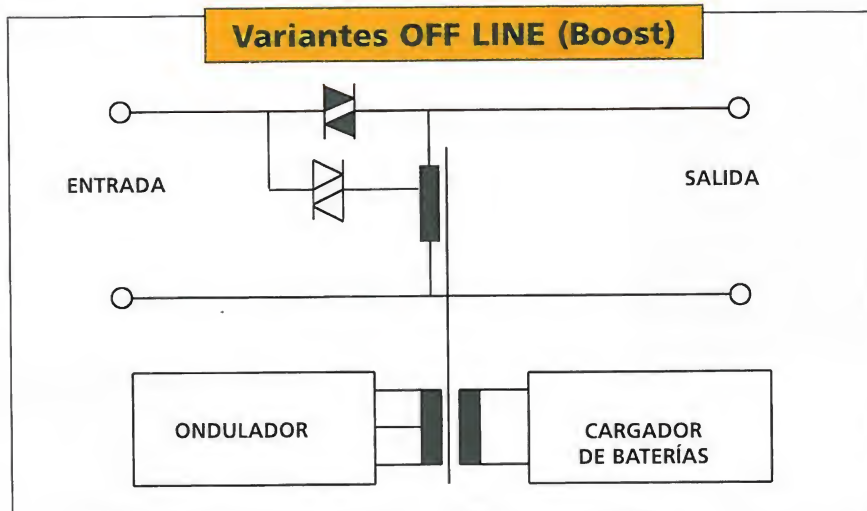 Variantes OFF LINE (Boost)
ENTRADA
SALIDA
ONDULADOR
CARGADOR
DE BATERÍAS